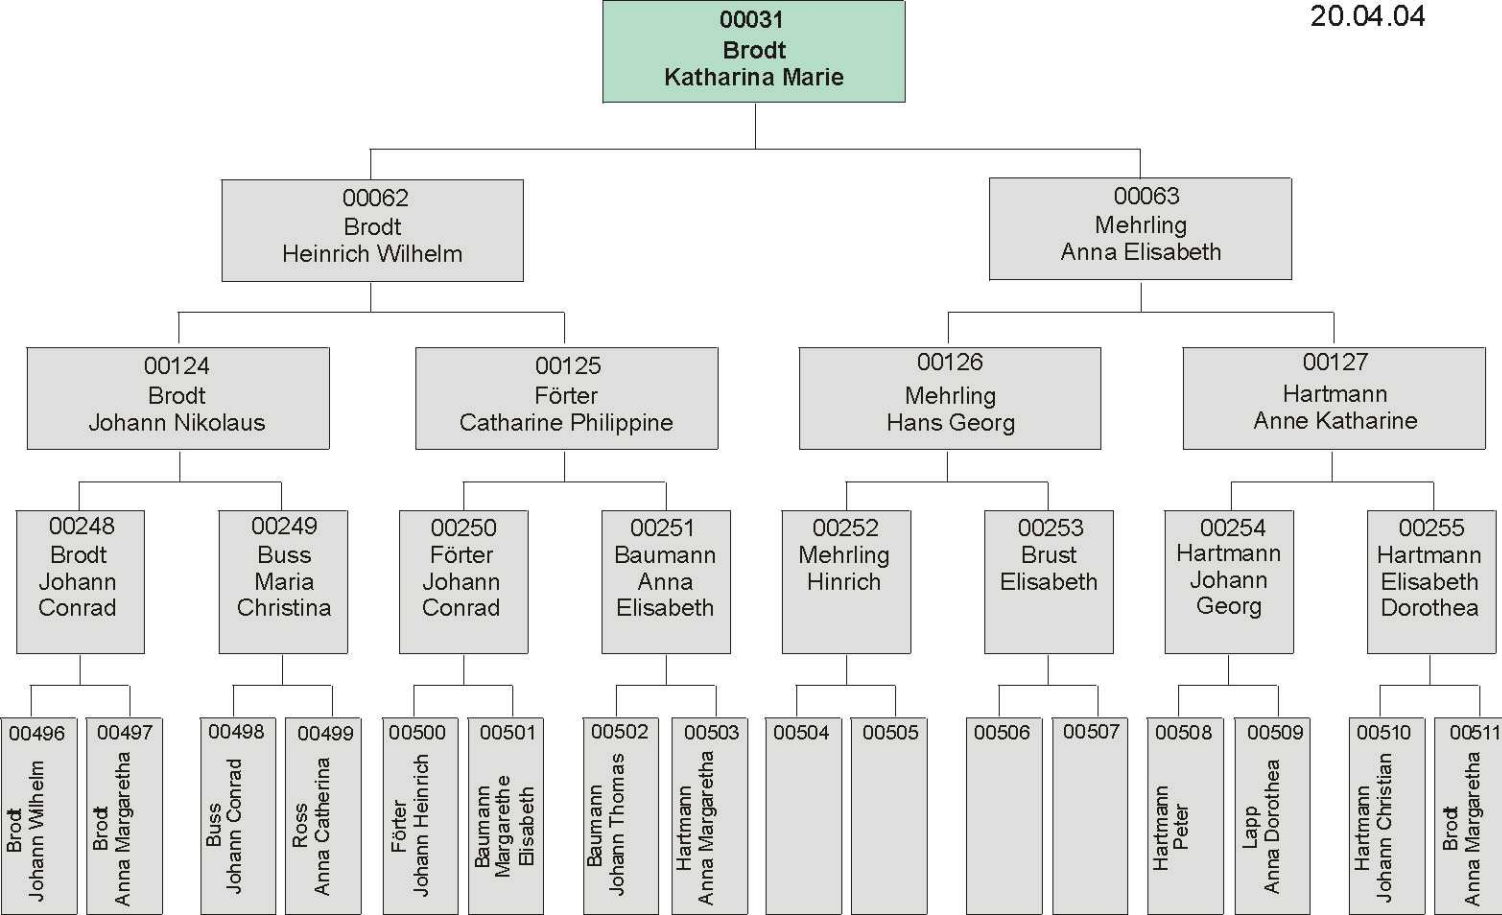 00031
Brodt
Katharina Marie
20.04.04
00062
Brodt
Heinrich Wilhelm
00063
Mehrling
Anna Elisabeth
00124
Brodt
Johann Nikolaus
00125
Förter
Catharine Philippine
00126
Mehrling
Hans Georg
00127
Hartmann
Anne Katharine
00248
Brodt
Johann
Conrad
00249
Buss
Maria
Christina
00250
Förter
Johann
Conrad
00251
Baumann
Anna
Elisabeth
00252
Mehrling
Hinrich
00253
Brust
Elisabeth
00254
Hartmann
Johann
Georg
00255
Hartmann
Elisabeth
Dorothea
00496
Brodt
Johann Wilhelm
00497
Brodt
Anna Margaretha
00498
Buss
Johann Conrad
00499
Ross
Anna Catherina
00500
Förter
Johann Heinrich
00501
Baumann
Margarethe
Elisabeth
00502
Baumann
Johann Thomas
00503
Hartmann
Anna Margaretha
00504
00505
00506
00507
00508
Hartmann
Peter
00509
Lapp
Anna Dorothea
00510
Hartmann
Johann Christian
00511
Brodt
Anna Margaretha